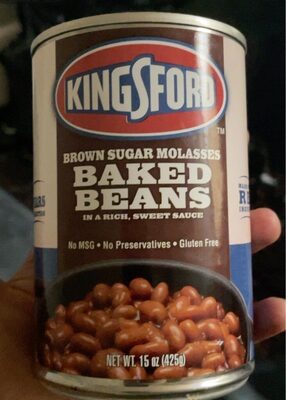 KINGSFORD
TM
BROWN SUGAR MOLASSES
BAKED
BEANS
IN A RICH, SWEET SAUCE
No MSG • No Preservatives • Gluten Free
NET WT. 15 oz (425g)